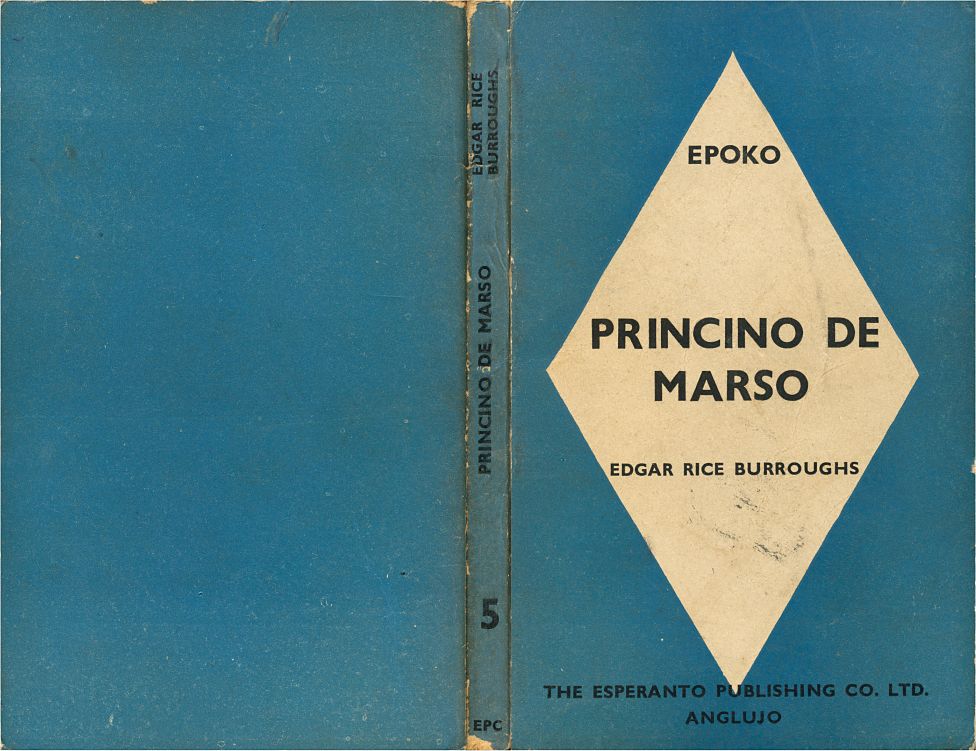 EDGAR RICE
BURROUGHS
PRINCINO DE MARSO
5
EPC
EPOKO
PRINCINO DE
MARSO
EDGAR RICE BURROUGHS
THE ESPERANTO PUBLISHING CO. LTD.
ANGLUJO